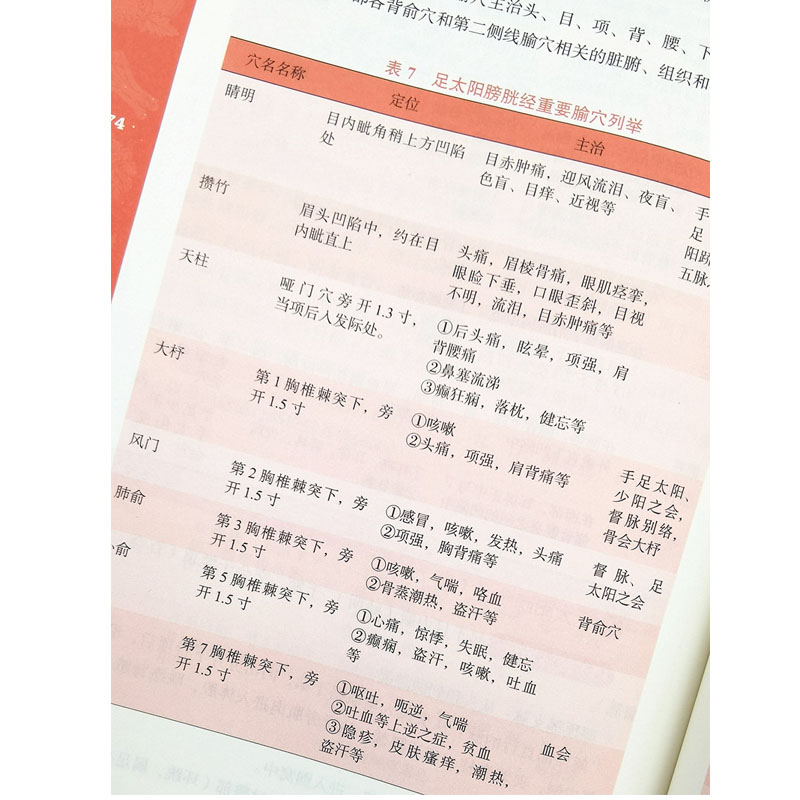 主治头、目、项、背、腰、下
部各背俞穴和第二侧线腧穴相关的脏腑、组织和
74
表 7 足太阳膀胱经重要腧穴列举
穴名名称
定位
主治
睛明
目内眦角稍上方凹陷
处
目赤肿痛，迎风流泪、夜盲、
色盲、目痒、近视等
手
足
阳跷
五脉
攒竹
眉头凹陷中，约在目
内眦直上
头痛，眉棱骨痛，眼肌痉挛，
眼睑下垂，口眼歪斜，目视
不明，流泪，目赤肿痛等
天柱
哑门穴旁开1.3寸，
当项后入发际处。
①后头痛，眩晕，项强，肩
背腰痛
②鼻塞流涕
③癫狂痫，落枕，健忘等
大杼
第1胸椎棘突下，旁
开1.5寸
①咳嗽
②头痛，项强，肩背痛等
手足太阳、
少阳之会，
督脉别络，
骨会大杼
风门
第2胸椎棘突下，旁
开1.5寸
①感冒，咳嗽，发热，头痛
②项强，胸背痛等
督脉、足
太阳之会
肺俞
第3胸椎棘突下，旁
开1.5寸
①咳嗽，气喘，咯血
②骨蒸潮热，盗汗等
背俞穴
俞
第5胸椎棘突下，旁
开1.5寸
①心痛，惊悸，失眠，健忘
②癫痫，盗汗，咳嗽，吐血
等
第7胸椎棘突下，旁
开1.5寸
①呕吐，呃逆，气喘
②吐血等上逆之症，贫血
③隐疹，皮肤瘙痒，潮热，
盗汗等
血会